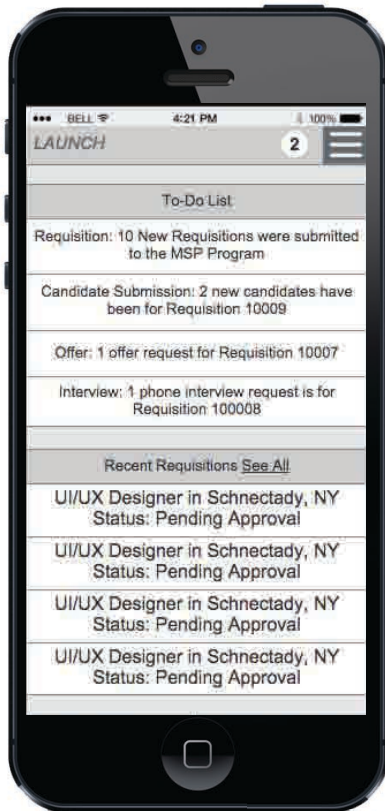 BELL 4:21 PM 100%
LAUNCH 2
To-Do List
Requisition: 10 New Requisitions were submitted
to the MSP Program
Candidate Submission: 2 new candidates have
been for Requisition 10009
Offer: 1 offer request for Requisition 10007
Interview: 1 phone interview request is for
Requisition 100008
Recent Requisitions See All
UI/UX Designer in Schnectady, NY
Status: Pending Approval
UI/UX Designer in Schnectady, NY
Status: Pending Approval
UI/UX Designer in Schnectady, NY
Status: Pending Approval
UI/UX Designer in Schnectady, NY
Status: Pending Approval